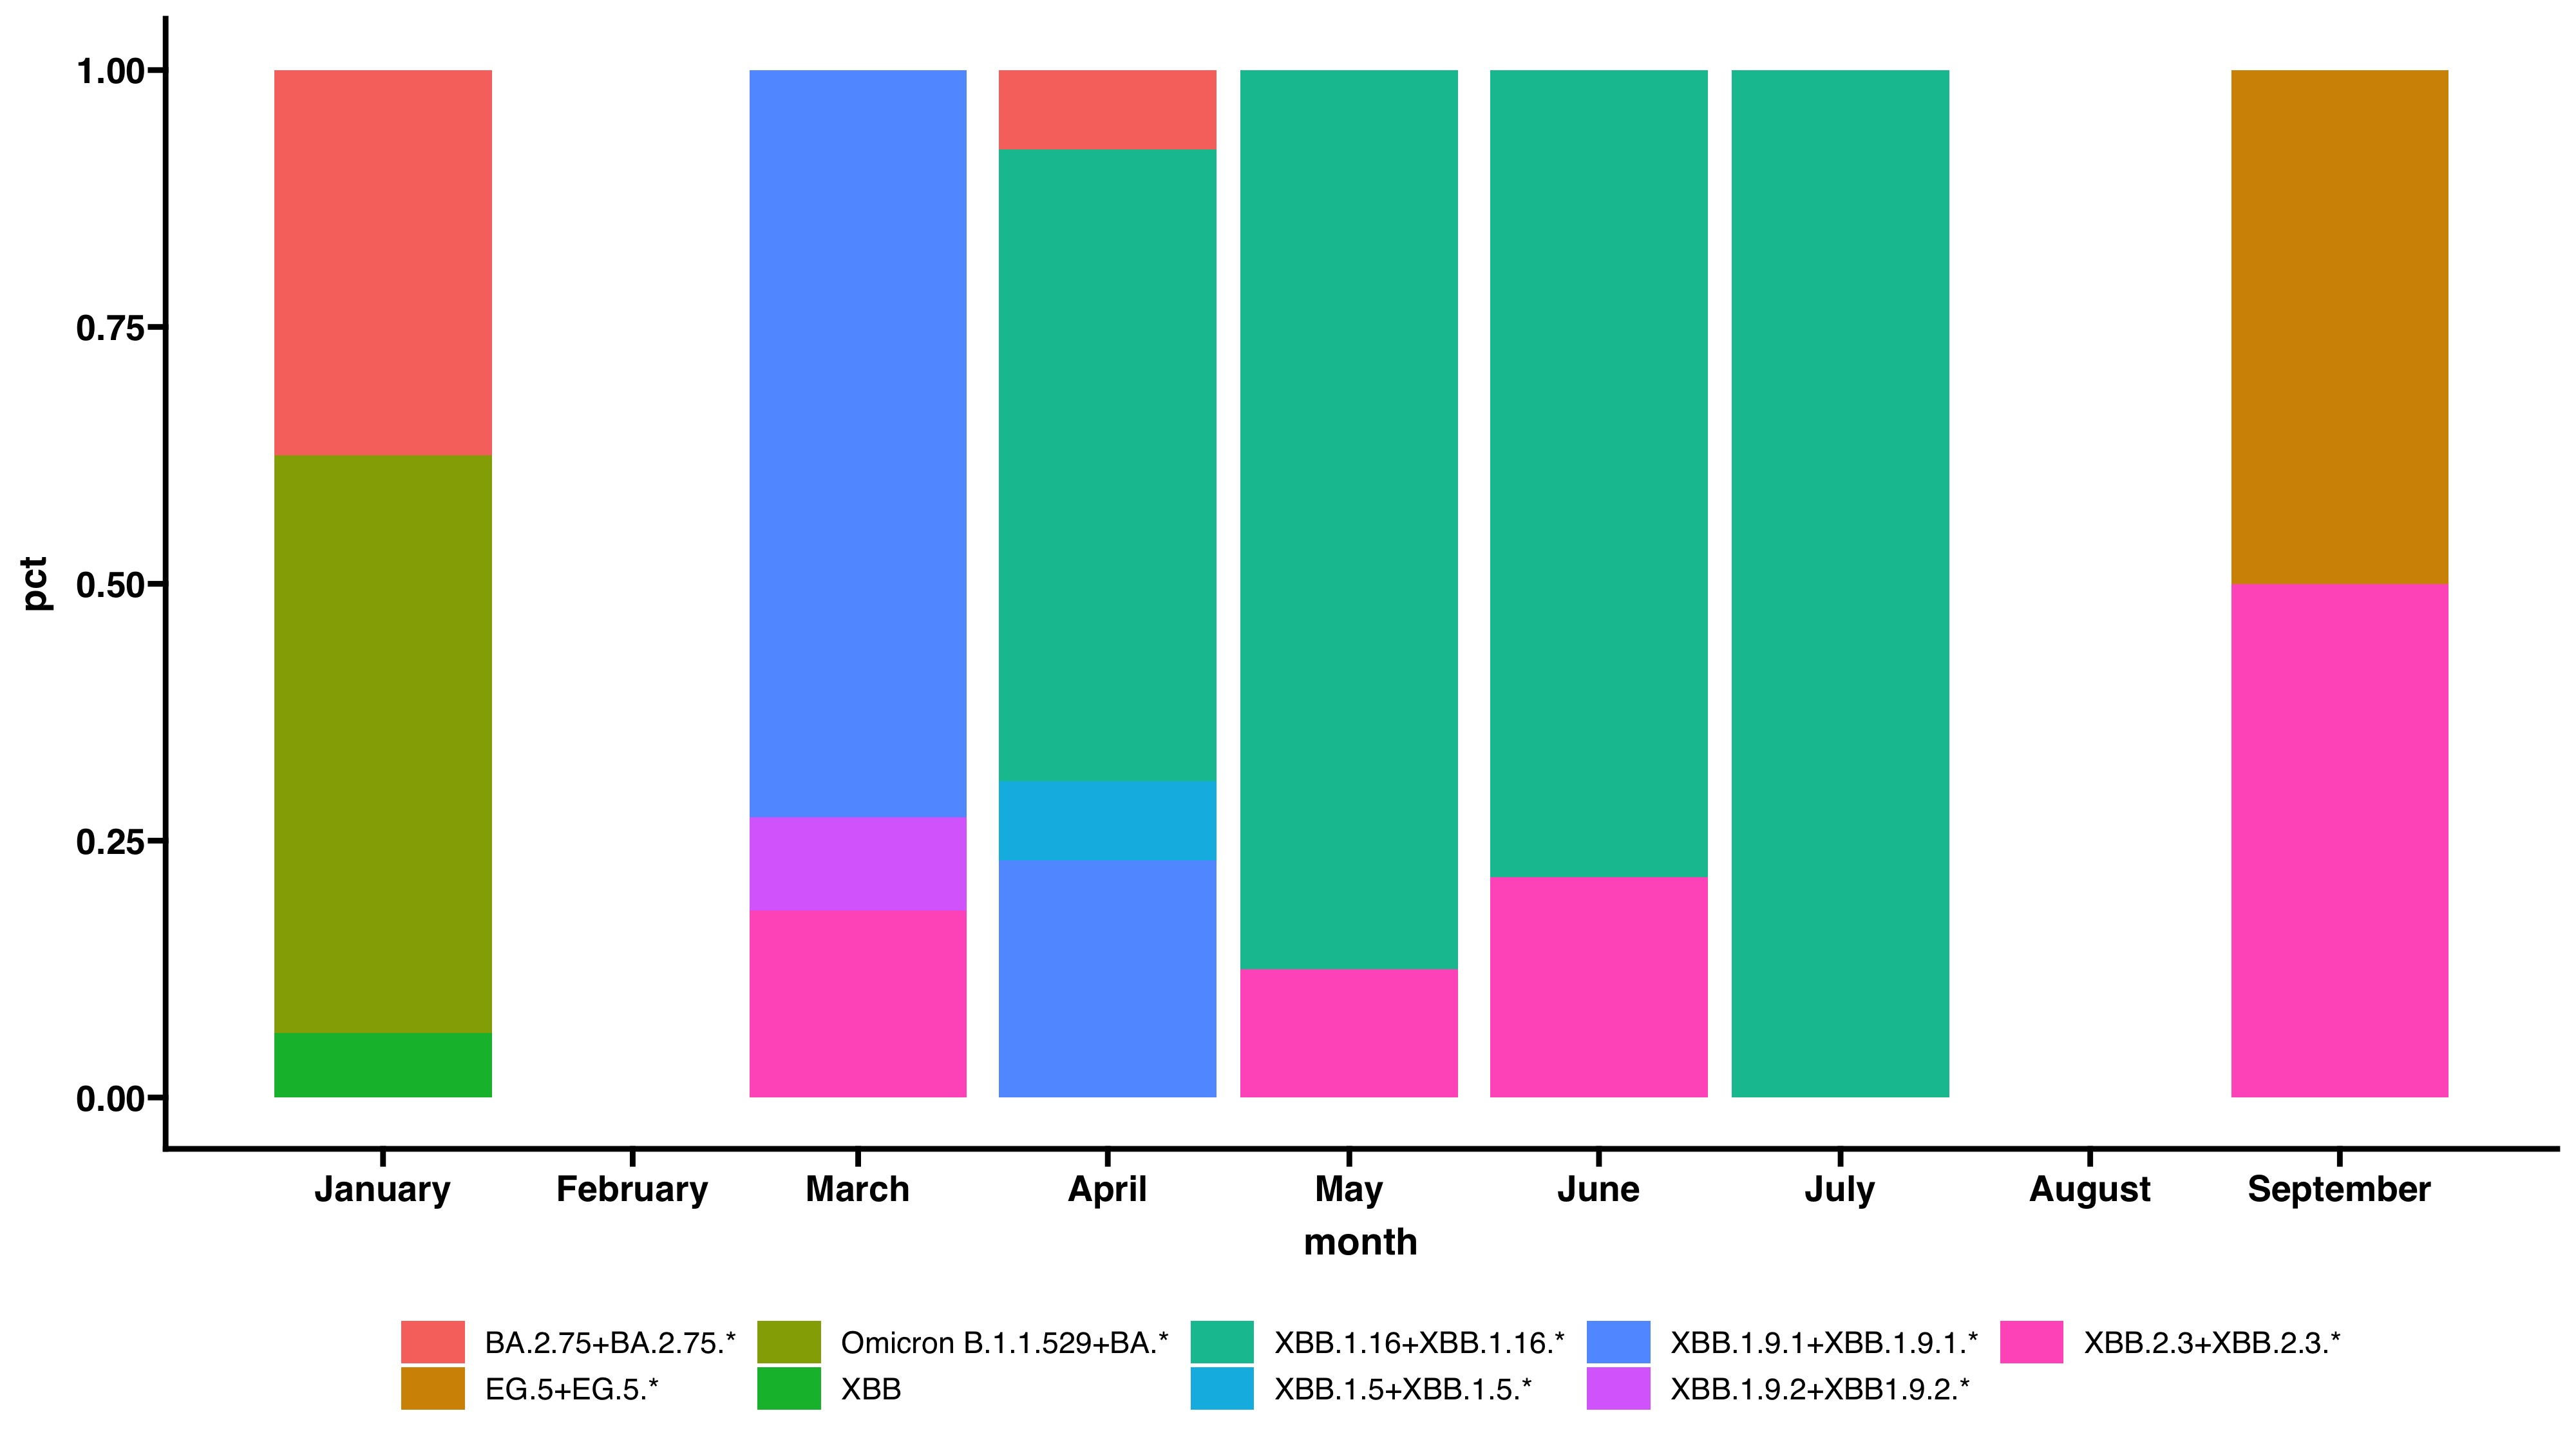 1.00
0.75
0.50
0.25
0.00
pct
January February March April May June July August September
month
BA.2.75+BA.2.75.* Omicron B.1.1.529+BA.* XBB.1.16+XBB.1.16.* XBB.1.9.1+XBB.1.9.1.* XBB.2.3+XBB.2.3.*
EG.5+EG.5.* XBB XBB.1.5+XBB.1.5.* XBB.1.9.2+XBB1.9.2.*